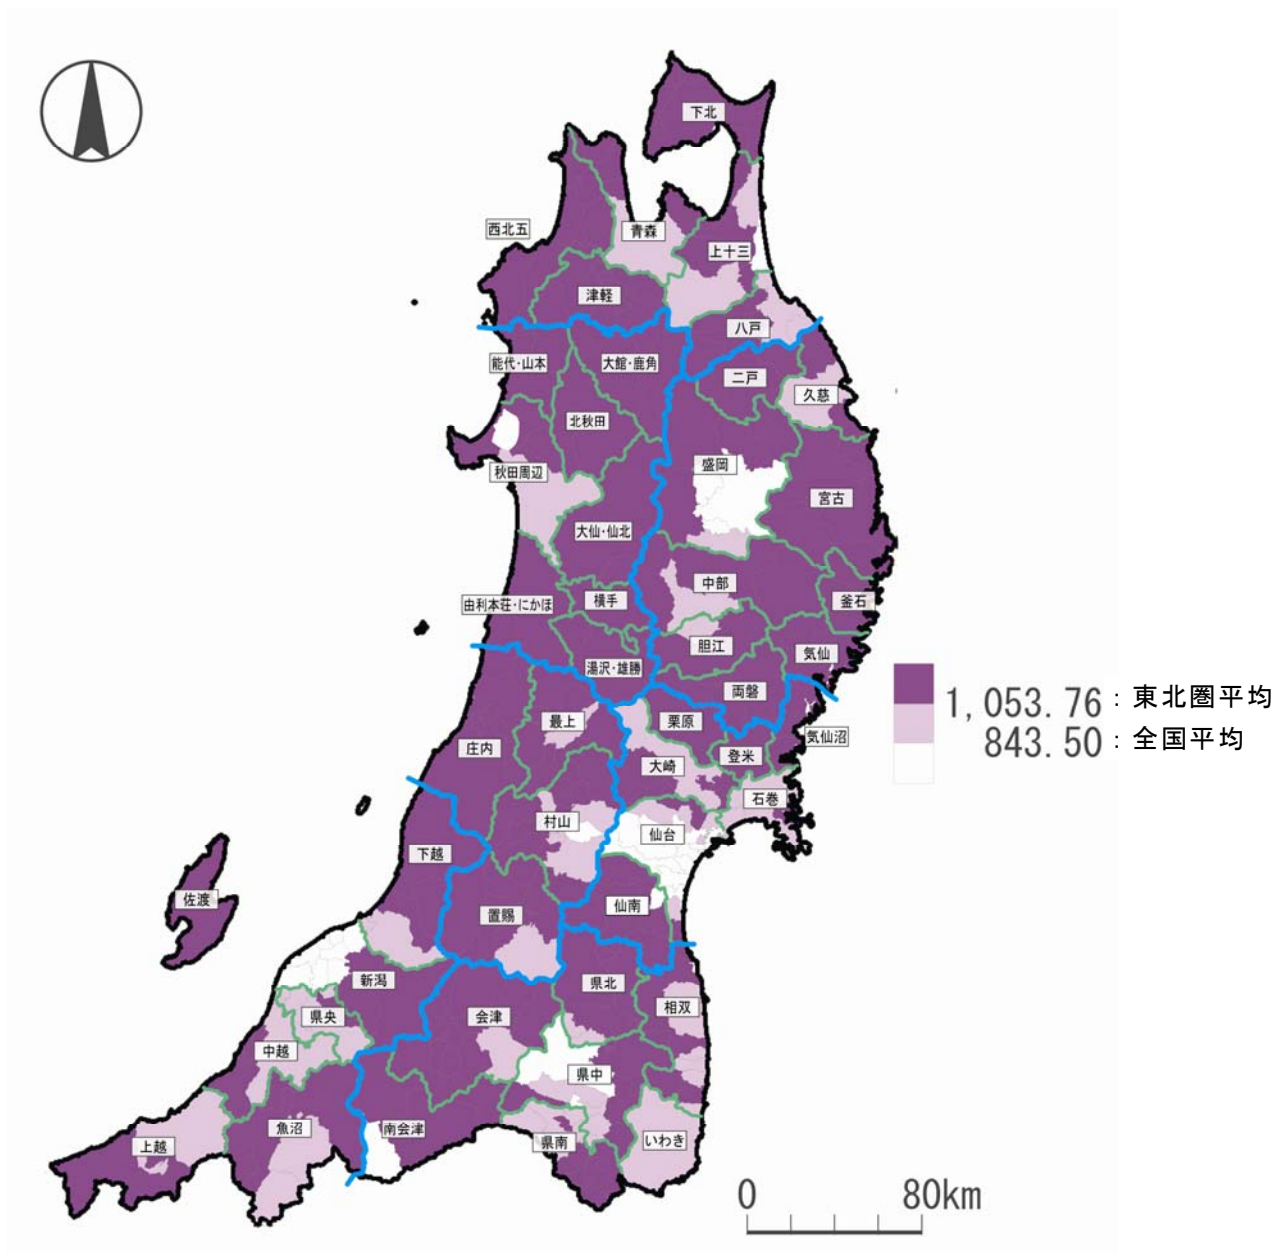 下北
西北五
青森
上十三
津軽
八戸
能代・山本
大館・鹿角
二戸
久慈
北秋田
秋田周辺
盛岡
宮古
大仙・仙北
中部
由利本荘・にかほ
横手
釜石
胆江
気仙
湯沢・雄勝
両磐
1,053.76：東北圏平均
843.50：全国平均
最上
栗原
気仙沼
庄内
登米
大崎
石巻
村山
仙台
下越
佐渡
置賜
仙南
新潟
県北
会津
相双
県央
中越
県中
魚沼
南会津
県南
いわき
上越
0 80km